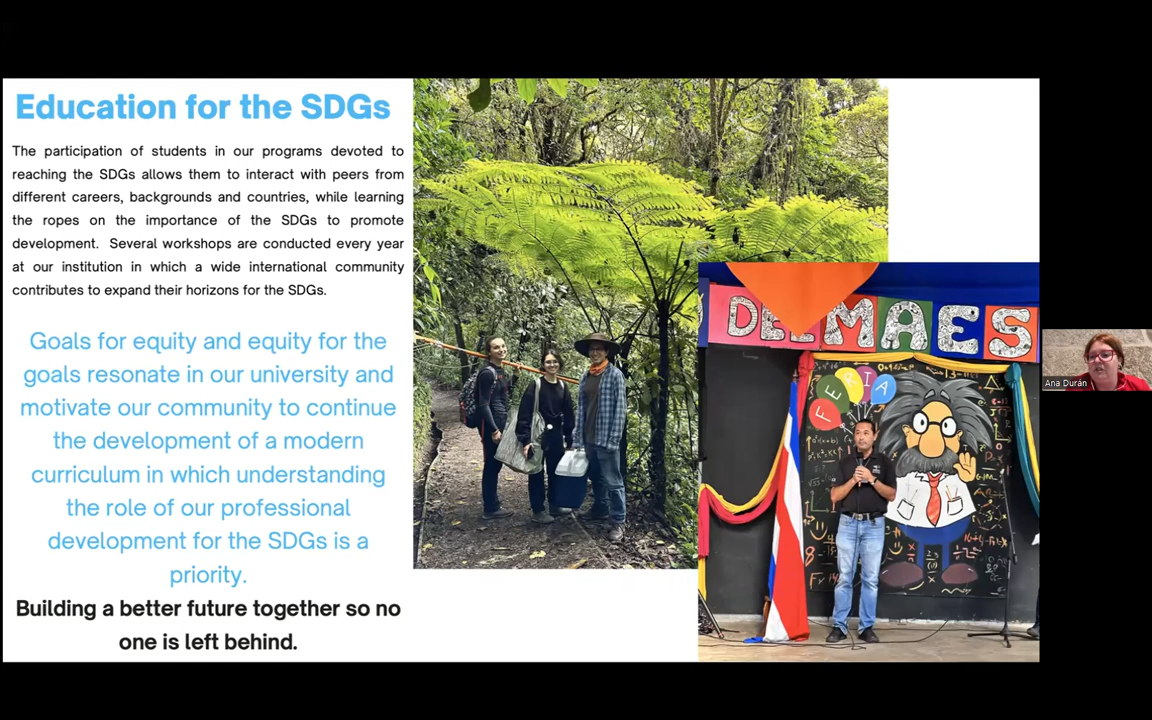 Education for the SDGs
The participation of students in our programs devoted to
reaching the SDGs allows them to interact with peers from
different careers, backgrounds and countries, while learning
the ropes on the importance of the SDGs to promote
development. Several workshops are conducted every year
at our institution in which a wide international community
contributes to expand their horizons for the SDGs.
Goals for equity and equity for the
goals resonate in our university and
motivate our community to continue
the development of a modern
curriculum in which understanding
the role of our professional
development for the SDGs is a
priority.
Building a better future together so no
one is left behind.
DEL MAES
FERIA
Ana Durán